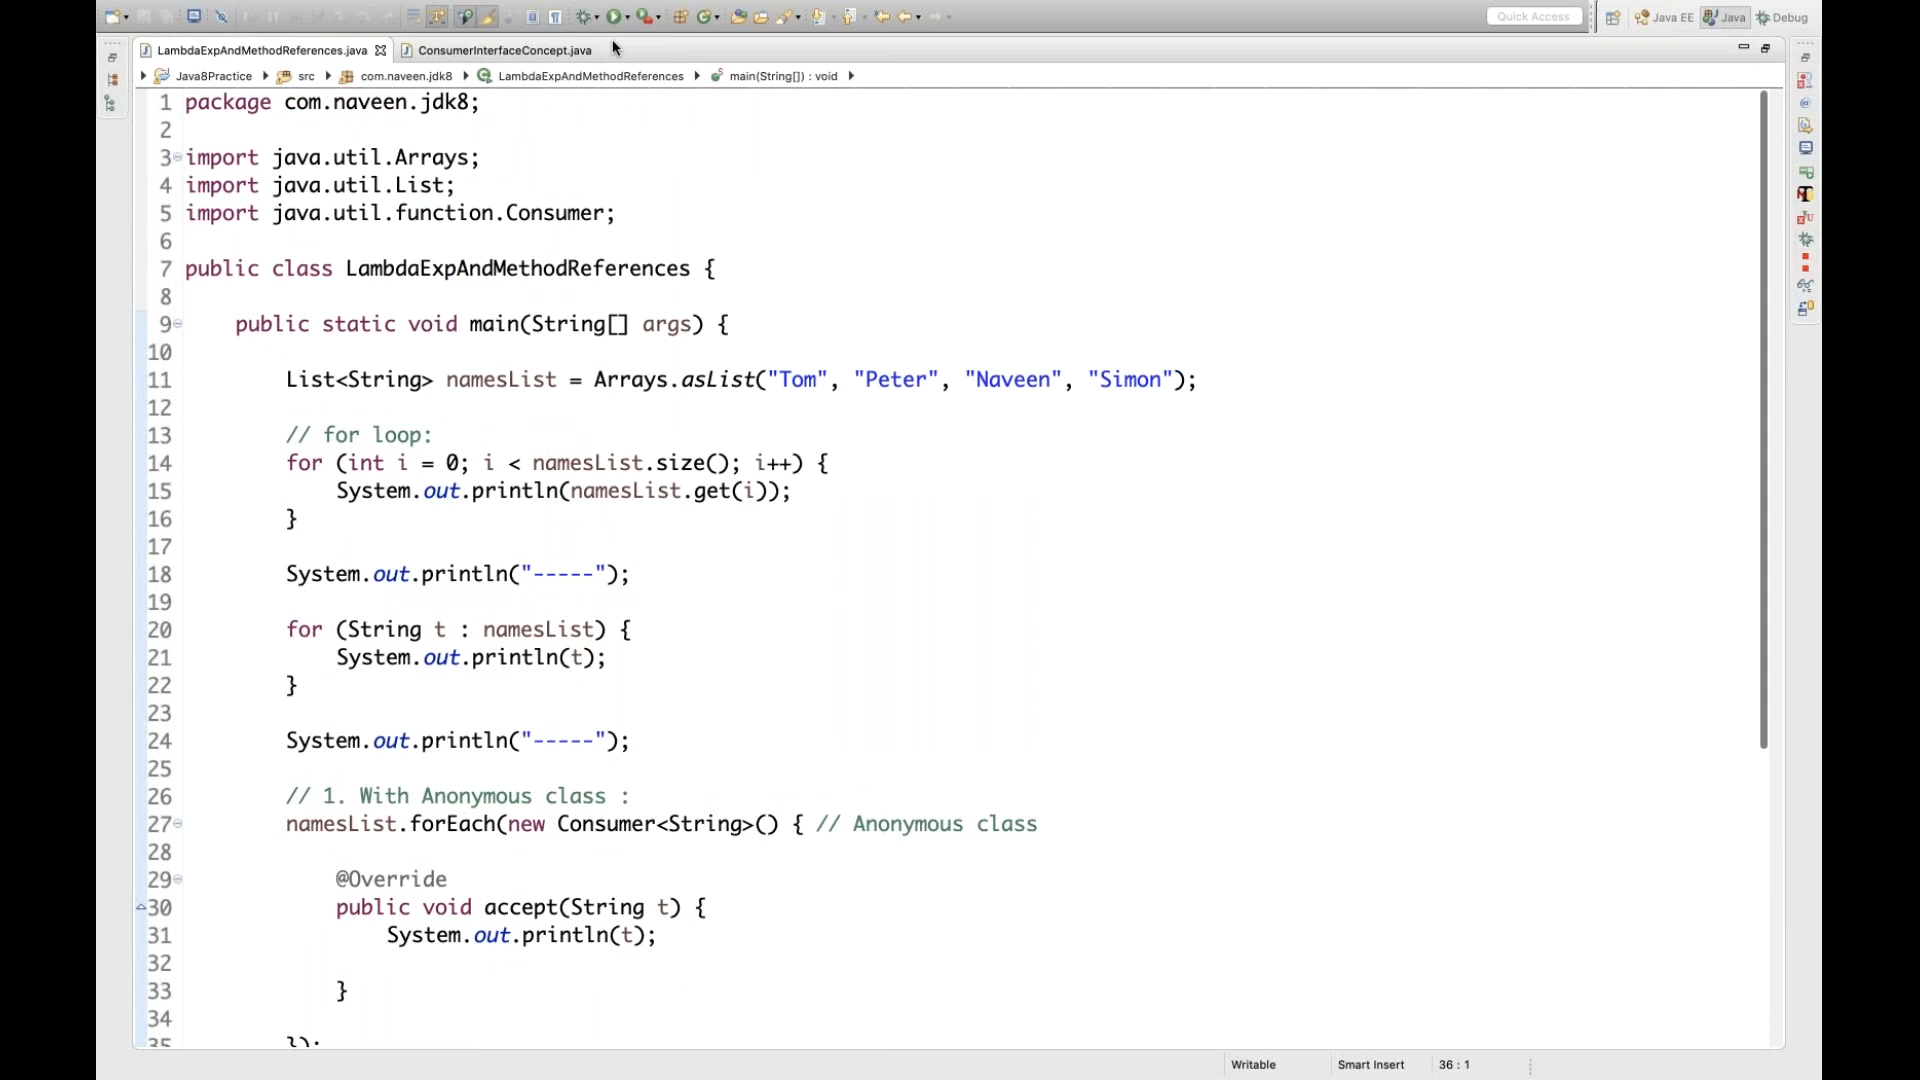 Quick Access
Java EE
Java
Debug
LambdaExpAndMethodReferences.java
ConsumerInterfaceConcept.java
Java8Practice
src
com.naveen.jdk8
LambdaExpAndMethodReferences
main(String[]) : void
1 package com.naveen.jdk8;
2
3 import java.util.Arrays;
4 import java.util.List;
5 import java.util.function.Consumer;
6
7 public class LambdaExpAndMethodReferences {
8
9 public static void main(String[] args) {
10
11 List<String> namesList = Arrays.asList("Tom", "Peter", "Naveen", "Simon");
12
13 // for loop:
14 for (int i = 0; i < namesList.size(); i++) {
15 System.out.println(namesList.get(i));
16 }
17
18 System.out.println("-----");
19
20 for (String t : namesList) {
21 System.out.println(t);
22 }
23
24 System.out.println("-----");
25
26 // 1. With Anonymous class :
27 namesList.forEach(new Consumer<String>() { // Anonymous class
28
29 @Override
30 public void accept(String t) {
31 System.out.println(t);
32
33 }
34
35 });
Writable
Smart Insert
36 : 1